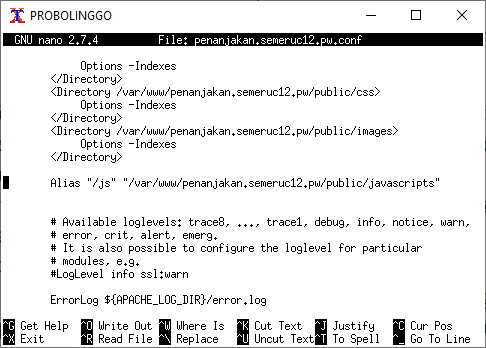 PROBOLINGGO
GNU nano 2.7.4 File: penanjakan.semeruc12.pw.conf
Options -Indexes
</Directory>
<Directory /var/www/penanjakan.semeruc12.pw/public/css>
Options -Indexes
</Directory>
<Directory /var/www/penanjakan.semeruc12.pw/public/images>
Options -Indexes
</Directory>
Alias "/js" "/var/www/penanjakan.semeruc12.pw/public/javascripts"
# Available loglevels: trace8, ..., trace1, debug, info, notice, warn,
# error, crit, alert, emerg.
# It is also possible to configure the loglevel for particular
# modules, e.g.
#LogLevel info ssl:warn
ErrorLog ${APACHE_LOG_DIR}/error.log
^G Get Help ^O Write Out ^W Where Is ^K Cut Text ^J Justify ^C Cur Pos
^X Exit ^R Read File ^\ Replace ^U Uncut Text ^T To Spell ^_ Go To Line